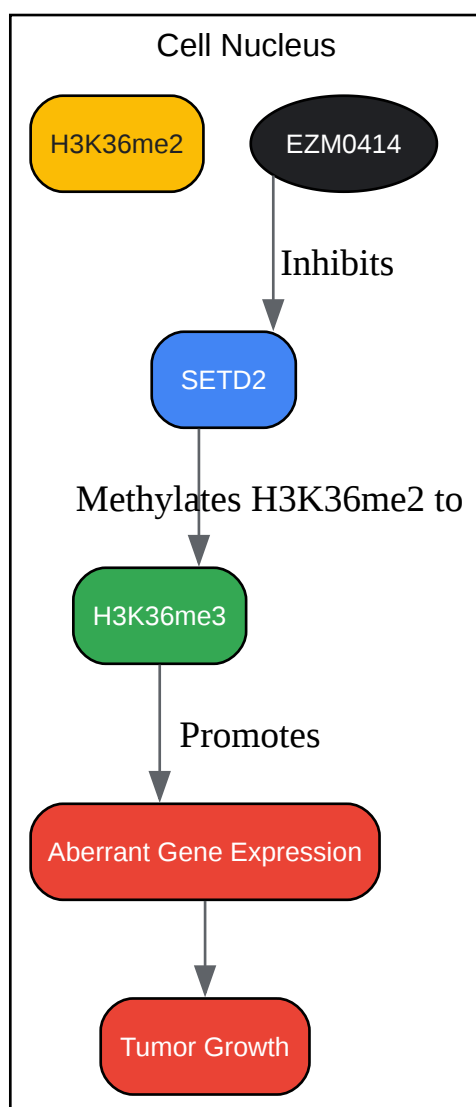 Cell Nucleus
H3K36me2
EZM0414
Inhibits
SETD2
Methylates H3K36me2 to
H3K36me3
Promotes
Aberrant Gene Expression
Tumor Growth